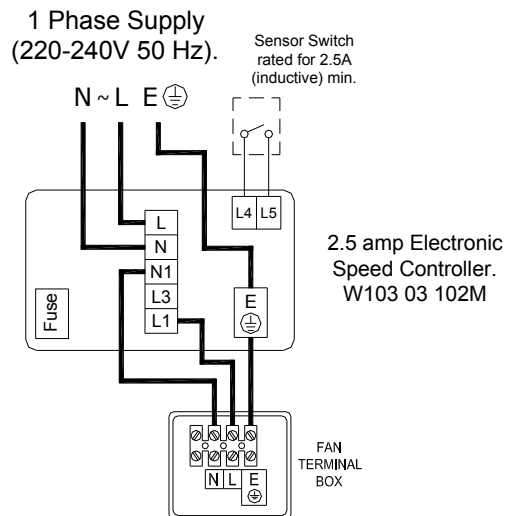 1 Phase Supply
(220-240V 50 Hz).
Sensor Switch
rated for 2.5A
(inductive) min.
N ~ L E
L4 L5
L
N
N1
L3
L1
E
Fuse
2.5 amp Electronic
Speed Controller.
W103 03 102M
N L E
FAN
TERMINAL
BOX